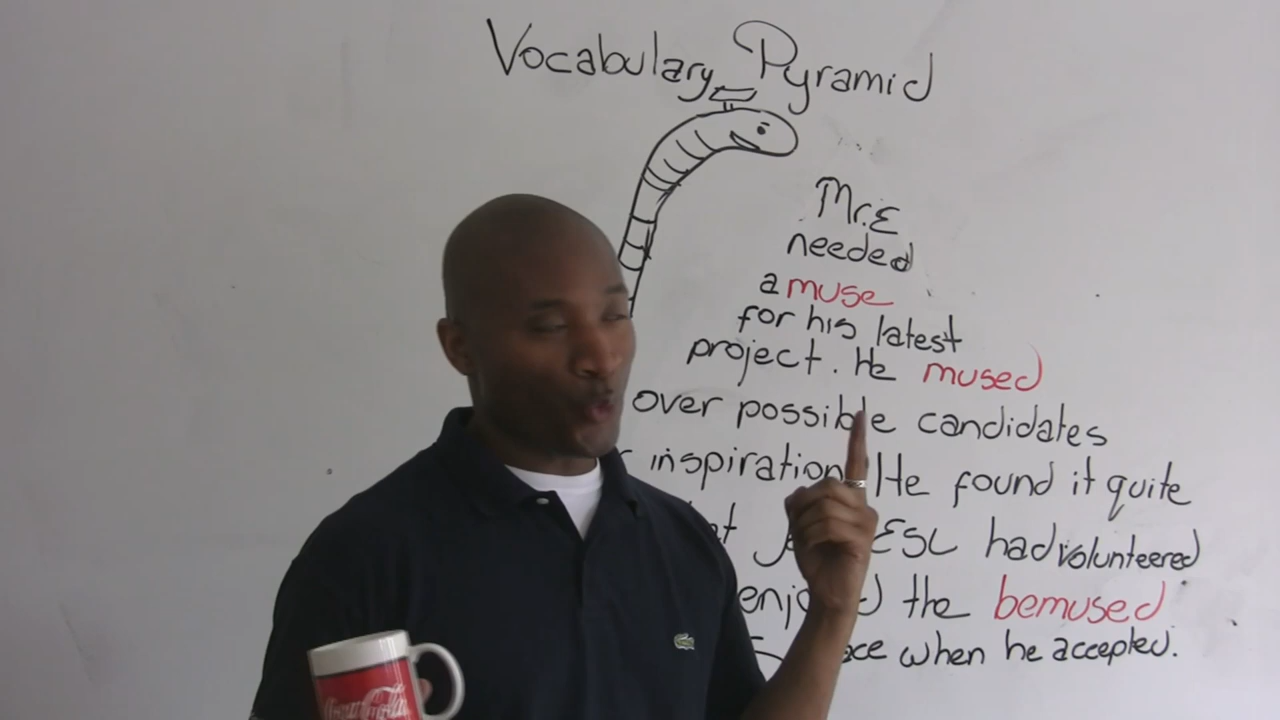 Vocabulary Pyramid
Mr. E
needed
a muse
for his latest
project. He mused
over possible candidates
inspiration. He found it quite
ESL had volunteered
the bemused
when he accepted.
Coca-Cola